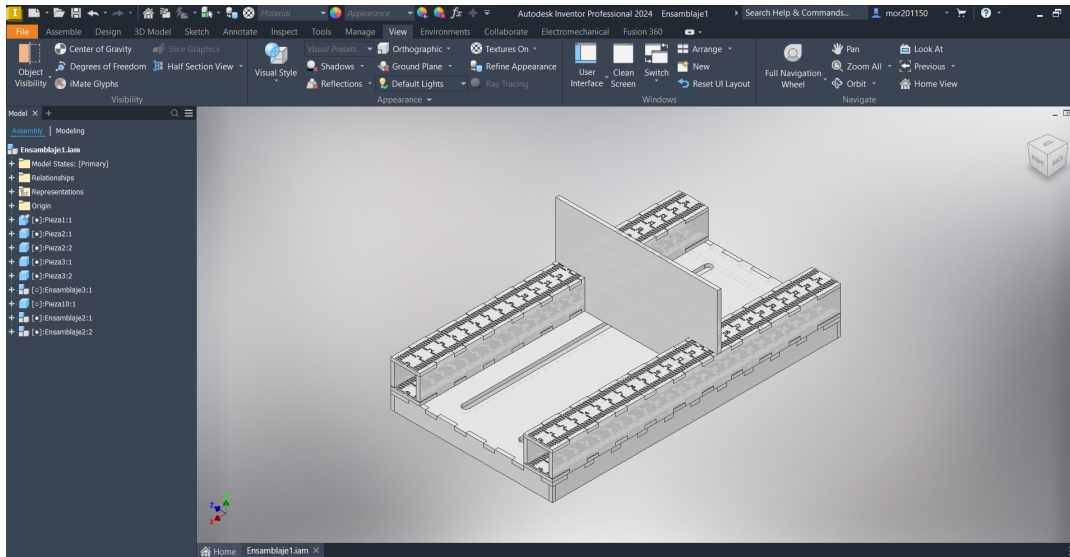 Material
Appearance
Autodesk Inventor Professional 2024 Ensamblaje1
Search Help & Commands...
mor201150
File Assemble Design 3D Model Sketch Annotate Inspect Tools Manage View Environments Collaborate Electromechanical Fusion 360
Object Visibility
Center of Gravity
Degrees of Freedom
iMate Glyphs
Slice Graphics
Half Section View
Visibility
Visual Style
Visual Presets
Shadows
Reflections
Orthographic
Ground Plane
Default Lights
Textures On
Refine Appearance
Ray Tracing
Appearance
User Interface
Clean Screen
Switch
Arrange
New
Reset UI Layout
Windows
Full Navigation Wheel
Pan
Zoom All
Orbit
Look At
Previous
Home View
Navigate
Model
Assembly | Modeling
Ensamblaje1.iam
Model States: [Primary]
Relationships
Representations
Origin
[•]:Pieza1:1
[•]:Pieza2:1
[•]:Pieza2:2
[•]:Pieza3:1
[•]:Pieza3:2
[○]:Ensamblaje3:1
[○]:Pieza10:1
[•]:Ensamblaje2:1
[•]:Ensamblaje2:2
RIGHT
BACK
Z
Y
X
Home
Ensamblaje1.iam